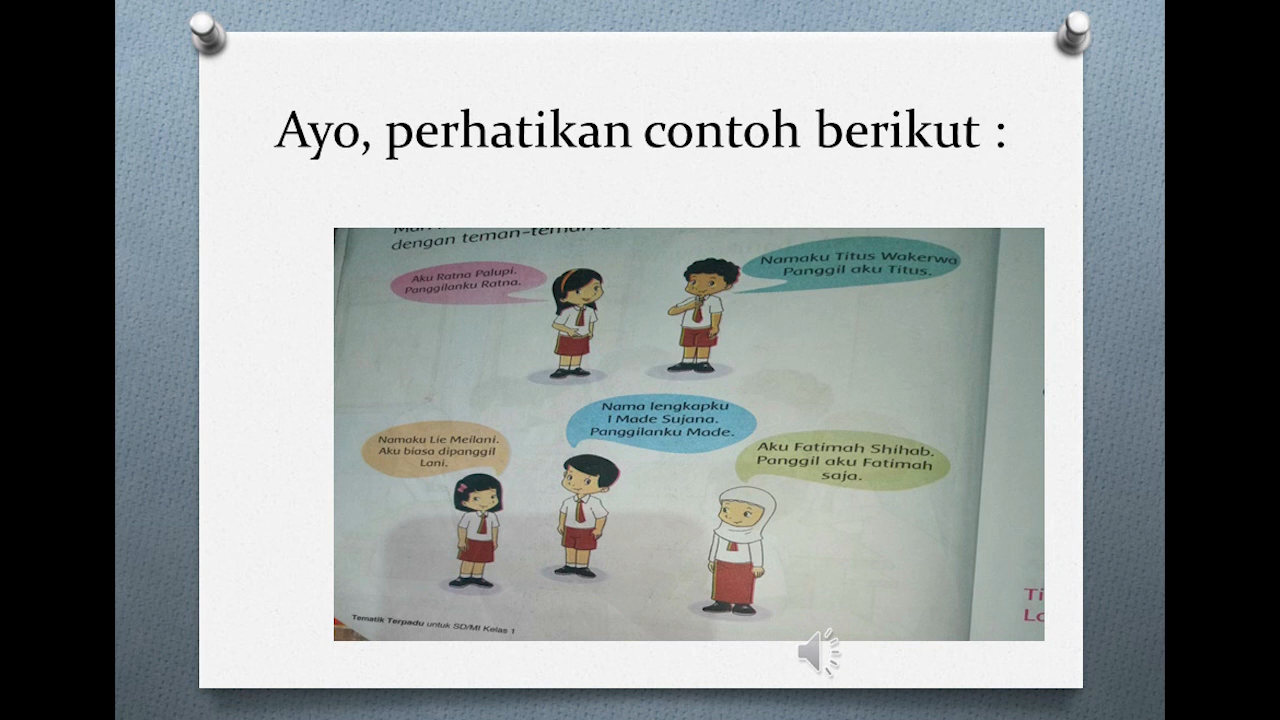 Ayo, perhatikan contoh berikut :
dengan teman-teman
Aku Ratna Palupi.
Panggilanku Ratna.
Namaku Titus Wakerwa
Panggil aku Titus.
Nama lengkapku
I Made Sujana.
Panggilanku Made.
Namaku Lie Meilani.
Aku biasa dipanggil
Lani.
Aku Fatimah Shihab.
Panggil aku Fatimah
saja.
Tematik Terpadu untuk SD/MI Kelas 1